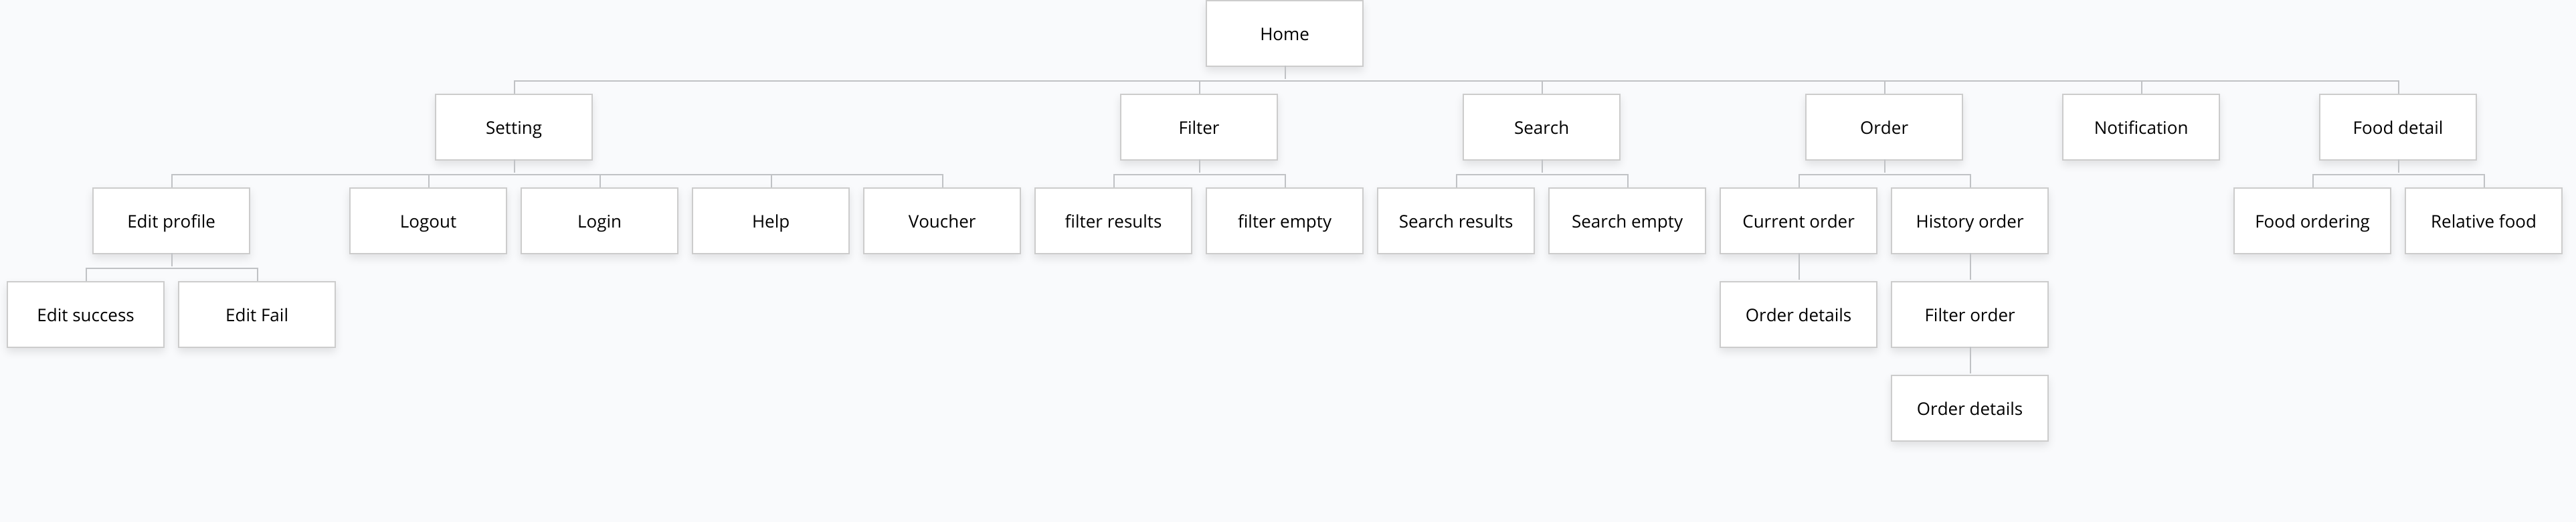 Home
Setting
Filter
Search
Order
Notification
Food detail
Edit profile
Logout
Login
Help
Voucher
filter results
filter empty
Search results
Search empty
Current order
History order
Food ordering
Relative food
Edit success
Edit Fail
Order details
Filter order
Order details